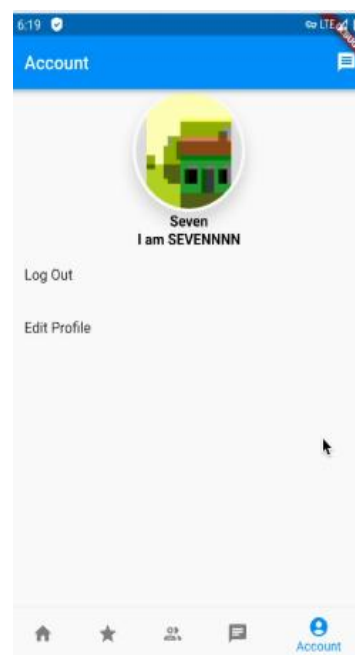 6:19 LTE
Account
Seven
I am SEVENNNN
Log Out
Edit Profile
Account